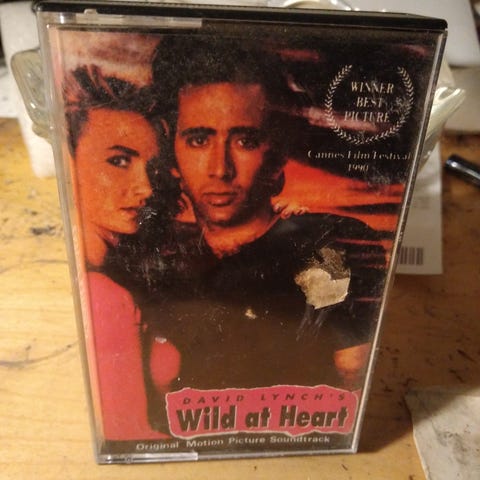 WINNER
BEST
PICTURE
Cannes Film Festival
1990
DAVID LYNCH'S
Wild at Heart
Original Motion Picture Soundtrack